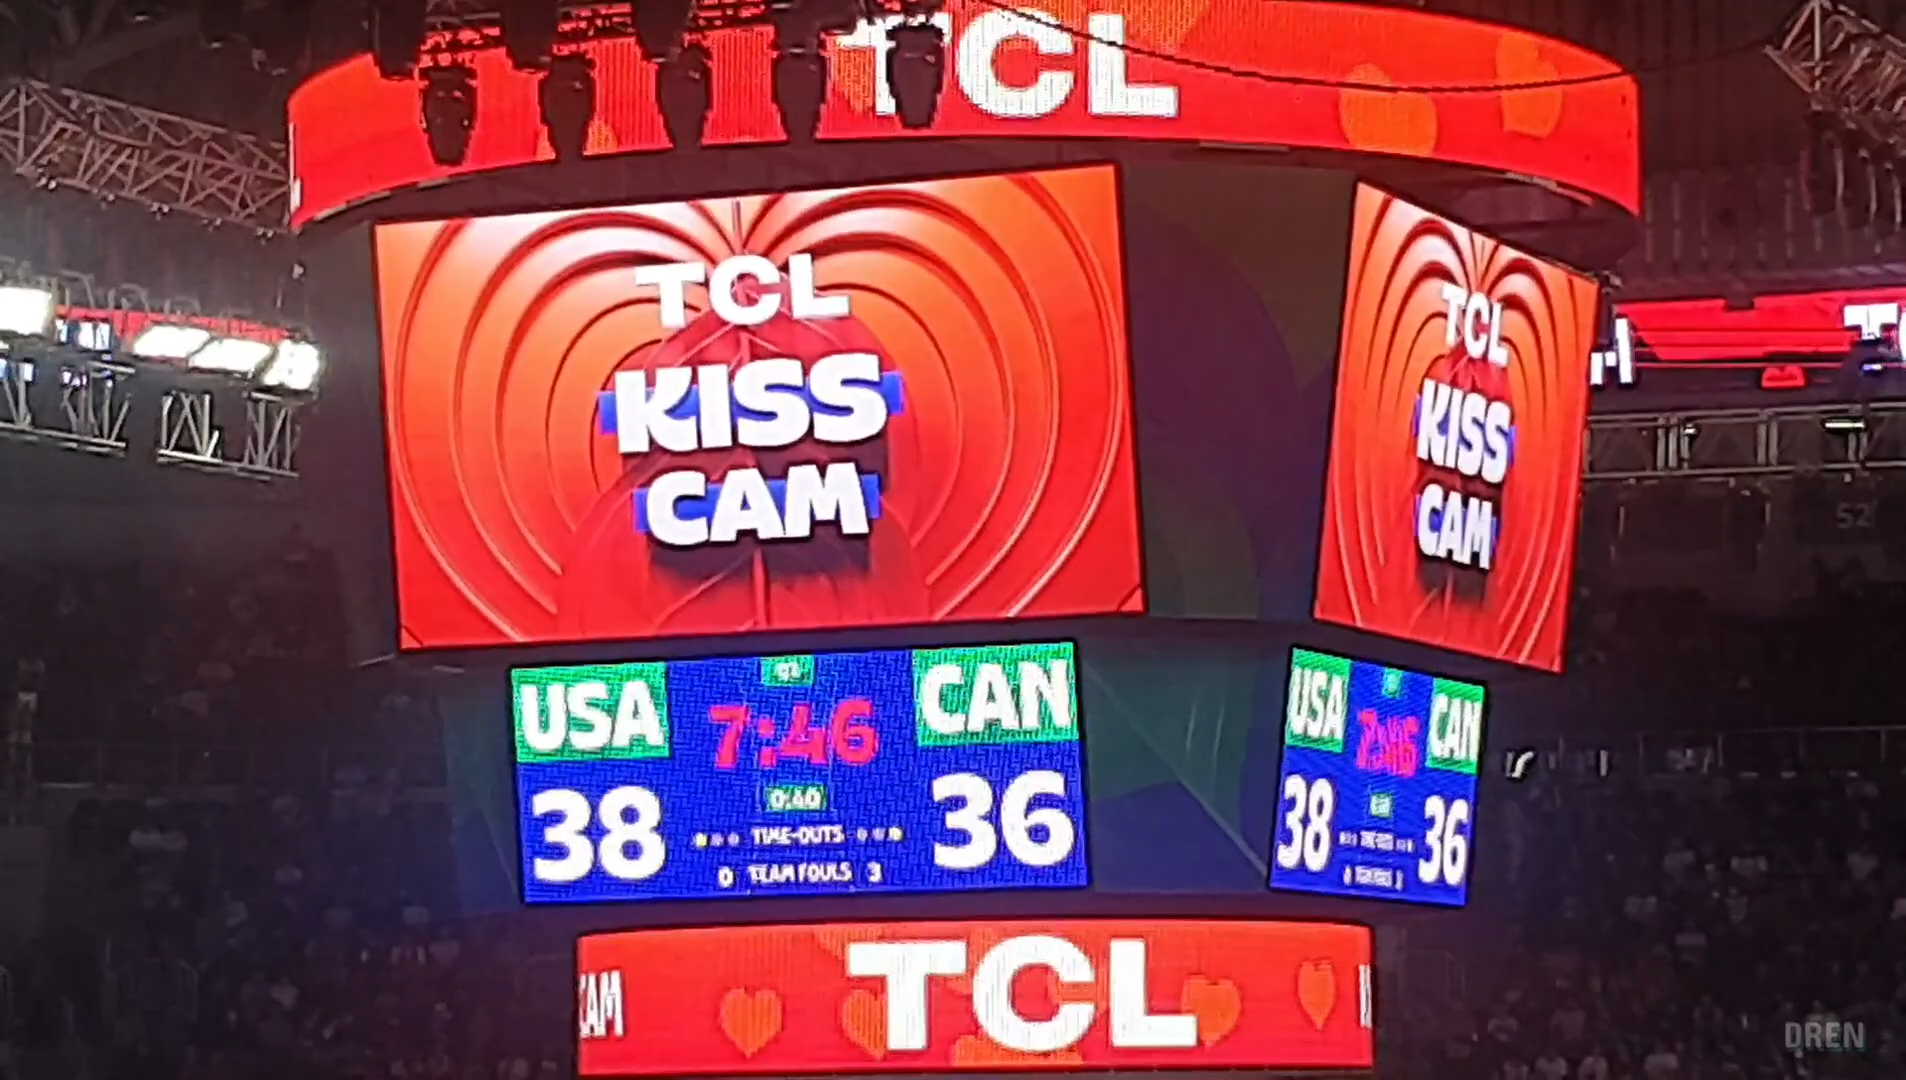 TCL
TCL
KISS
CAM
TCL
KISS
CAM
USA 7:46 CAN
38 0:40 36
TIME-OUTS
0 TEAM FOULS 3
USA CAN
38 36
CAM TCL
S2
DREN